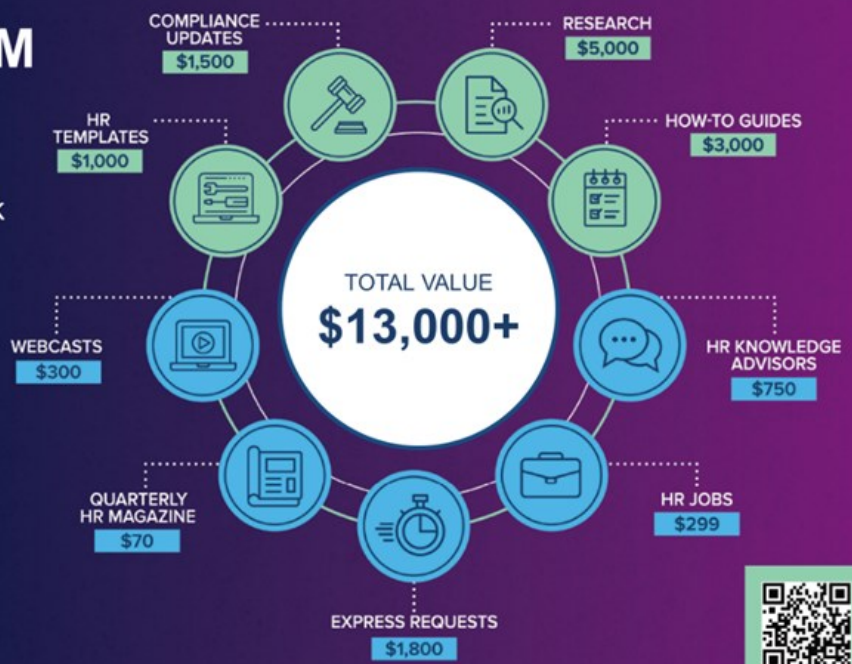 M
K
COMPLIANCE
UPDATES
$1,500
RESEARCH
$5,000
HR
TEMPLATES
$1,000
HOW-TO GUIDES
$3,000
TOTAL VALUE
$13,000+
WEBCASTS
$300
HR KNOWLEDGE
ADVISORS
$750
QUARTERLY
HR MAGAZINE
$70
HR JOBS
$299
EXPRESS REQUESTS
$1,800